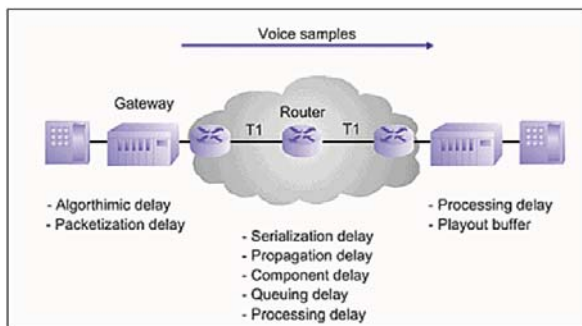 Voice samples
Gateway
Router
T1
T1
- Algorthimic delay
- Packetization delay
- Serialization delay
- Propagation delay
- Component delay
- Queuing delay
- Processing delay
- Processing delay
- Playout buffer